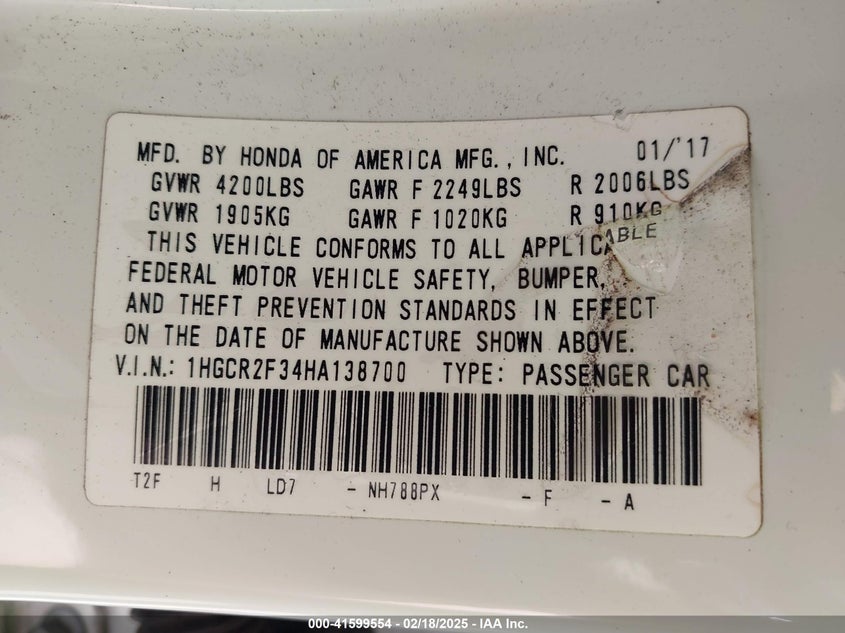 MFD. BY HONDA OF AMERICA MFG., INC. 01/'17
GVWR 4200LBS GAWR F 2249LBS R 2006LBS
GVWR 1905KG GAWR F 1020KG R 910KG
THIS VEHICLE CONFORMS TO ALL APPLICABLE
FEDERAL MOTOR VEHICLE SAFETY, BUMPER,
AND THEFT PREVENTION STANDARDS IN EFFECT
ON THE DATE OF MANUFACTURE SHOWN ABOVE.
V.I.N.: 1HGCR2F34HA138700 TYPE: PASSENGER CAR
T2F H LD7 - NH788PX - F - A
000-41599554 - 02/18/2025 - IAA Inc.